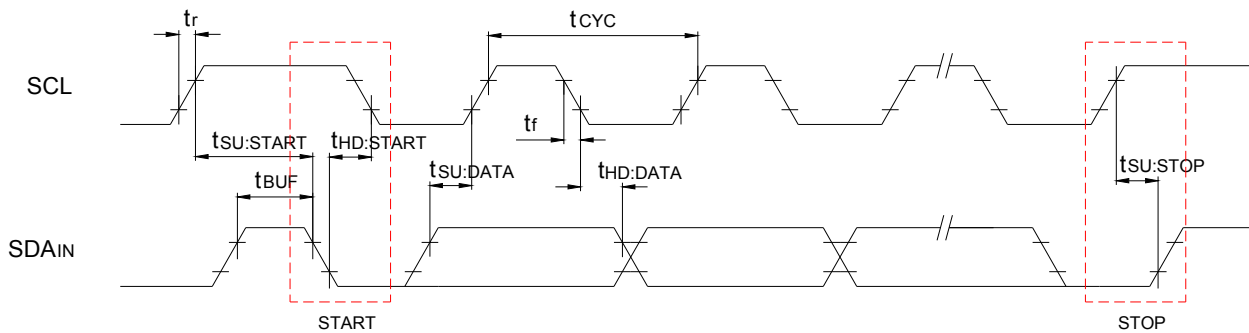 tr
tCYC
SCL
tf
tSU:START
tHD:START
tSU:DATA
tHD:DATA
tSU:STOP
tBUF
SDAIN
START
STOP